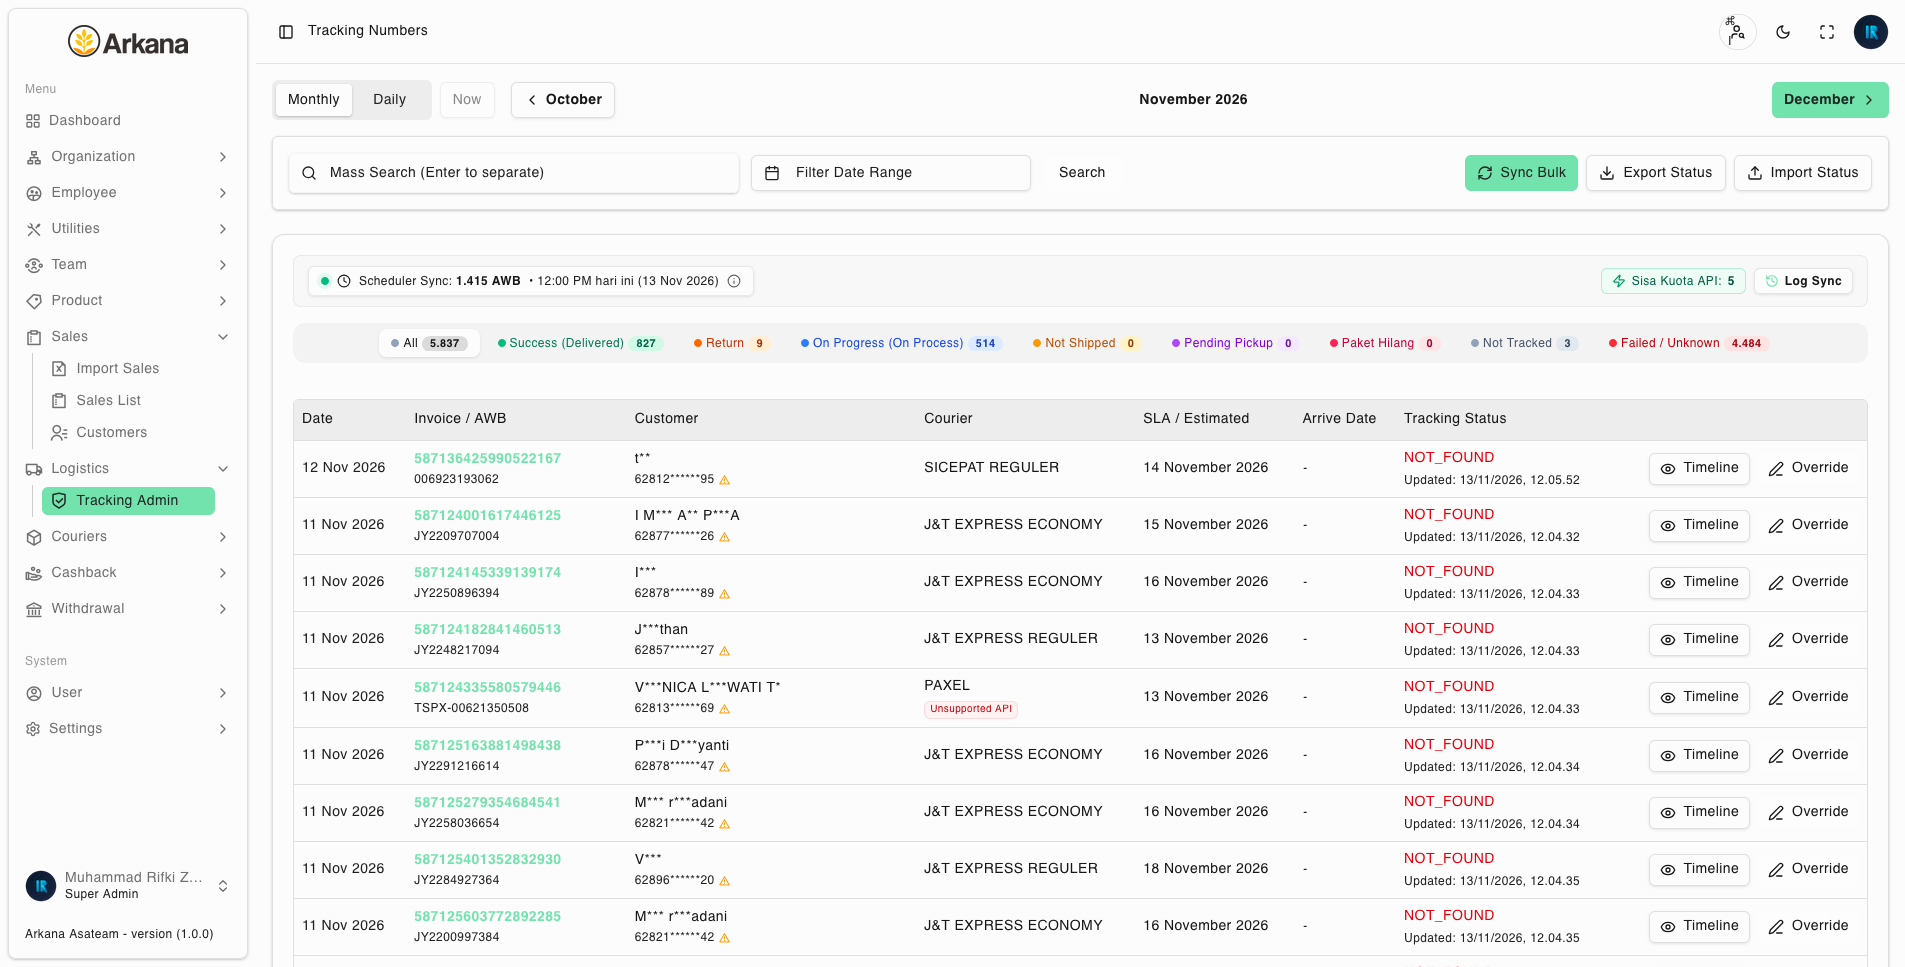 Arkana
Menu
Dashboard
Organization
Employee
Utilities
Team
Product
Sales
Import Sales
Sales List
Customers
Logistics
Tracking Admin
Couriers
Cashback
Withdrawal
System
User
Settings
Muhammad Rifki Z...
Super Admin
Arkana Asateam - version (1.0.0)
Tracking Numbers
Monthly Daily Now October November 2026 December
Mass Search (Enter to separate) Filter Date Range Search Sync Bulk Export Status Import Status
Scheduler Sync: 1.415 AWB • 12:00 PM hari ini (13 Nov 2026) Sisa Kuota API: 5 Log Sync
All 5.837 Success (Delivered) 827 Return 9 On Progress (On Process) 514 Not Shipped 0 Pending Pickup 0 Paket Hilang 0 Not Tracked 3 Failed / Unknown 4.484
Date Invoice / AWB Customer Courier SLA / Estimated Arrive Date Tracking Status
12 Nov 2026 587136425990522167 t** SICEPAT REGULER 14 November 2026 - NOT_FOUND Timeline Override
006923193062 62812******95 Updated: 13/11/2026, 12.05.52
11 Nov 2026 587124001617446125 I M*** A** P***A J&T EXPRESS ECONOMY 15 November 2026 - NOT_FOUND Timeline Override
JY2209707004 62877******26 Updated: 13/11/2026, 12.04.32
11 Nov 2026 587124145339139174 I*** J&T EXPRESS ECONOMY 16 November 2026 - NOT_FOUND Timeline Override
JY2250896394 62878******89 Updated: 13/11/2026, 12.04.33
11 Nov 2026 587124182841460513 J***than J&T EXPRESS REGULER 13 November 2026 - NOT_FOUND Timeline Override
JY2248217094 62857******27 Updated: 13/11/2026, 12.04.33
11 Nov 2026 587124335580579446 V***NICA L***WATI T* PAXEL 13 November 2026 - NOT_FOUND Timeline Override
TSPX-00621350508 62813******69 Unsupported API Updated: 13/11/2026, 12.04.33
11 Nov 2026 587125163881498438 P***i D***yanti J&T EXPRESS ECONOMY 16 November 2026 - NOT_FOUND Timeline Override
JY2291216614 62878******47 Updated: 13/11/2026, 12.04.34
11 Nov 2026 587125279354684541 M*** r***adani J&T EXPRESS ECONOMY 16 November 2026 - NOT_FOUND Timeline Override
JY2258036654 62821******42 Updated: 13/11/2026, 12.04.34
11 Nov 2026 587125401352832930 V*** J&T EXPRESS REGULER 18 November 2026 - NOT_FOUND Timeline Override
JY2284927364 62896******20 Updated: 13/11/2026, 12.04.35
11 Nov 2026 587125603772892285 M*** r***adani J&T EXPRESS ECONOMY 16 November 2026 - NOT_FOUND Timeline Override
JY2200997384 62821******42 Updated: 13/11/2026, 12.04.35